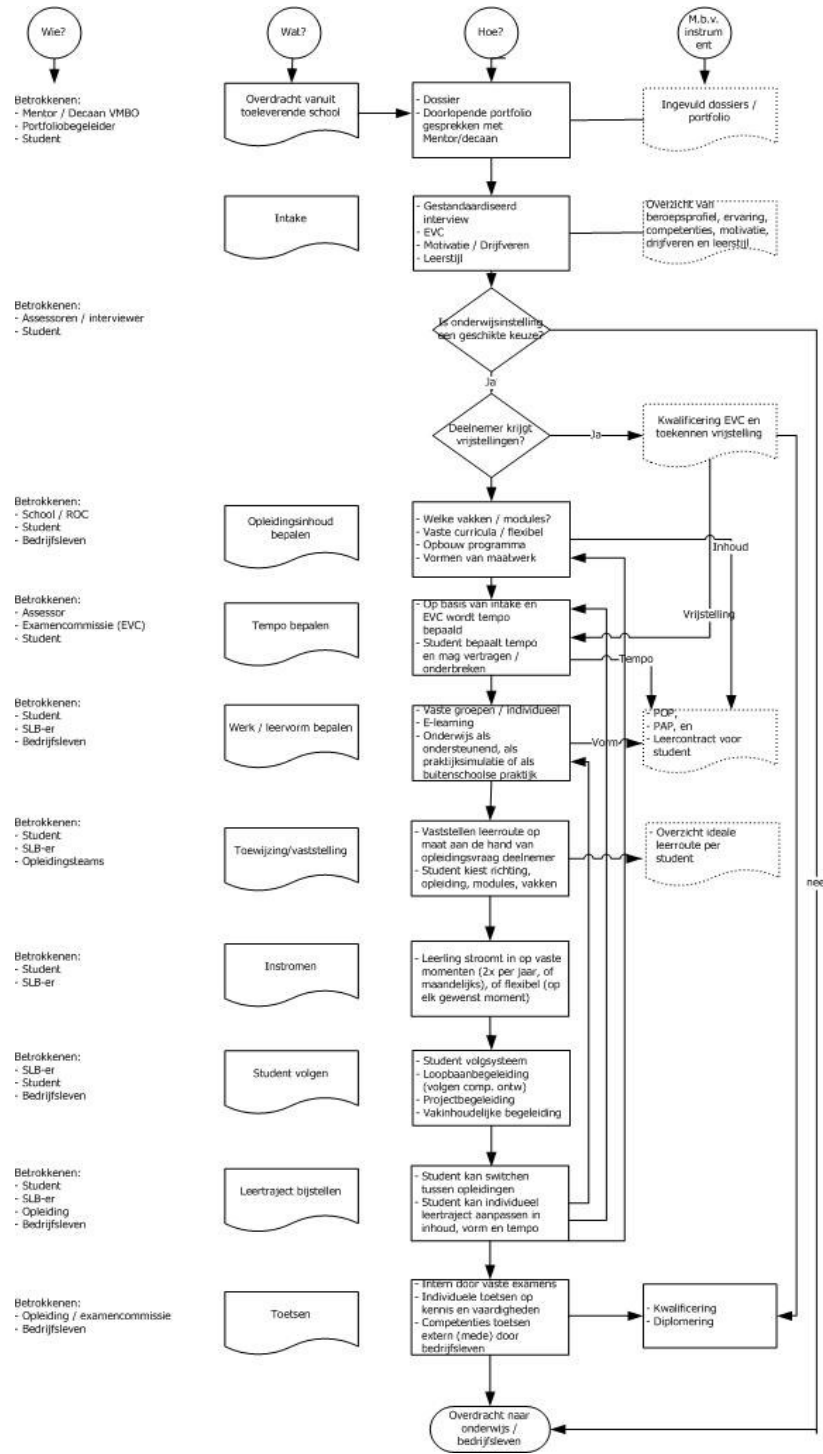 Wie?
Wat?
Hoe?
M.b.v.
instrum
ent
Betrokkenen:
- Mentor / Decaan VMBO
- Portfoliobegeleider
- Student
Overdracht vanuit
toeleverende school
- Dossier
- Doorlopende portfolio
gesprekken met
Mentor/decaan
Ingevuld dossiers /
portfolio
Intake
- Gestandaardiseerd
interview
- EVC
- Motivatie / Drijfveren
- Leerstijl
Overzicht van
beroepsprofiel, ervaring,
competenties, motivatie,
drijfveren en leerstijl
Betrokkenen:
- Assessoren / interviewer
- Student
Is onderwijsinstelling
een geschikte keuze?
Ja
Deelnemer krijgt
vrijstellingen?
Ja
Kwalificering EVC en
toekennen vrijstelling
Betrokkenen:
- School / ROC
- Student
- Bedrijfsleven
Opleidingsinhoud
bepalen
- Welke vakken / modules?
- Vaste curricula / flexibel
- Opbouw programma
- Vormen van maatwerk
Inhoud
Betrokkenen:
- Assessor
- Examencommissie (EVC)
- Student
Tempo bepalen
- Op basis van intake en
EVC wordt tempo
bepaald
- Student bepaalt tempo
en mag vertragen /
onderbreken
Vrijstelling
Tempo
Betrokkenen:
- Student
- SLB-er
- Bedrijfsleven
Werk / leervorm bepalen
- Vaste groepen / individueel
- E-learning
- Onderwijs als
ondersteunend, als
praktijksimulatie of als
buitenschoolse praktijk
Vorm
- POP,
- PAP, en
- Leercontract voor
student
Betrokkenen:
- Student
- SLB-er
- Opleidingsteams
Toewijzing/vaststelling
- Vaststellen leerroute op
maat aan de hand van
opleidingsvraag deelnemer
- Student kiest richting,
opleiding, modules, vakken
- Overzicht ideale
leerroute per
student
nee
Betrokkenen:
- Student
- SLB-er
Instromen
- Leerling stroomt in op vaste
momenten (2x per jaar, of
maandelijks), of flexibel (op
elk gewenst moment)
Betrokkenen:
- SLB-er
- Student
- Bedrijfsleven
Student volgen
- Student volgsysteem
- Loopbaanbegeleiding
(volgen comp. ontw)
- Projectbegeleiding
- Vakinhoudelijke begeleiding
Betrokkenen:
- Student
- SLB-er
- Opleiding
- Bedrijfsleven
Leertraject bijstellen
- Student kan switchen
tussen opleidingen
- Student kan individueel
leertraject aanpassen in
inhoud, vorm en tempo
Betrokkenen:
- Opleiding / examencommissie
- Bedrijfsleven
Toetsen
- Intern door vaste examens
- Individuele toetsen op
kennis en vaardigheden
- Competenties toetsen
extern (mede) door
bedrijfsleven
- Kwalificering
- Diplomering
Overdracht naar
onderwijs /
bedrijfsleven